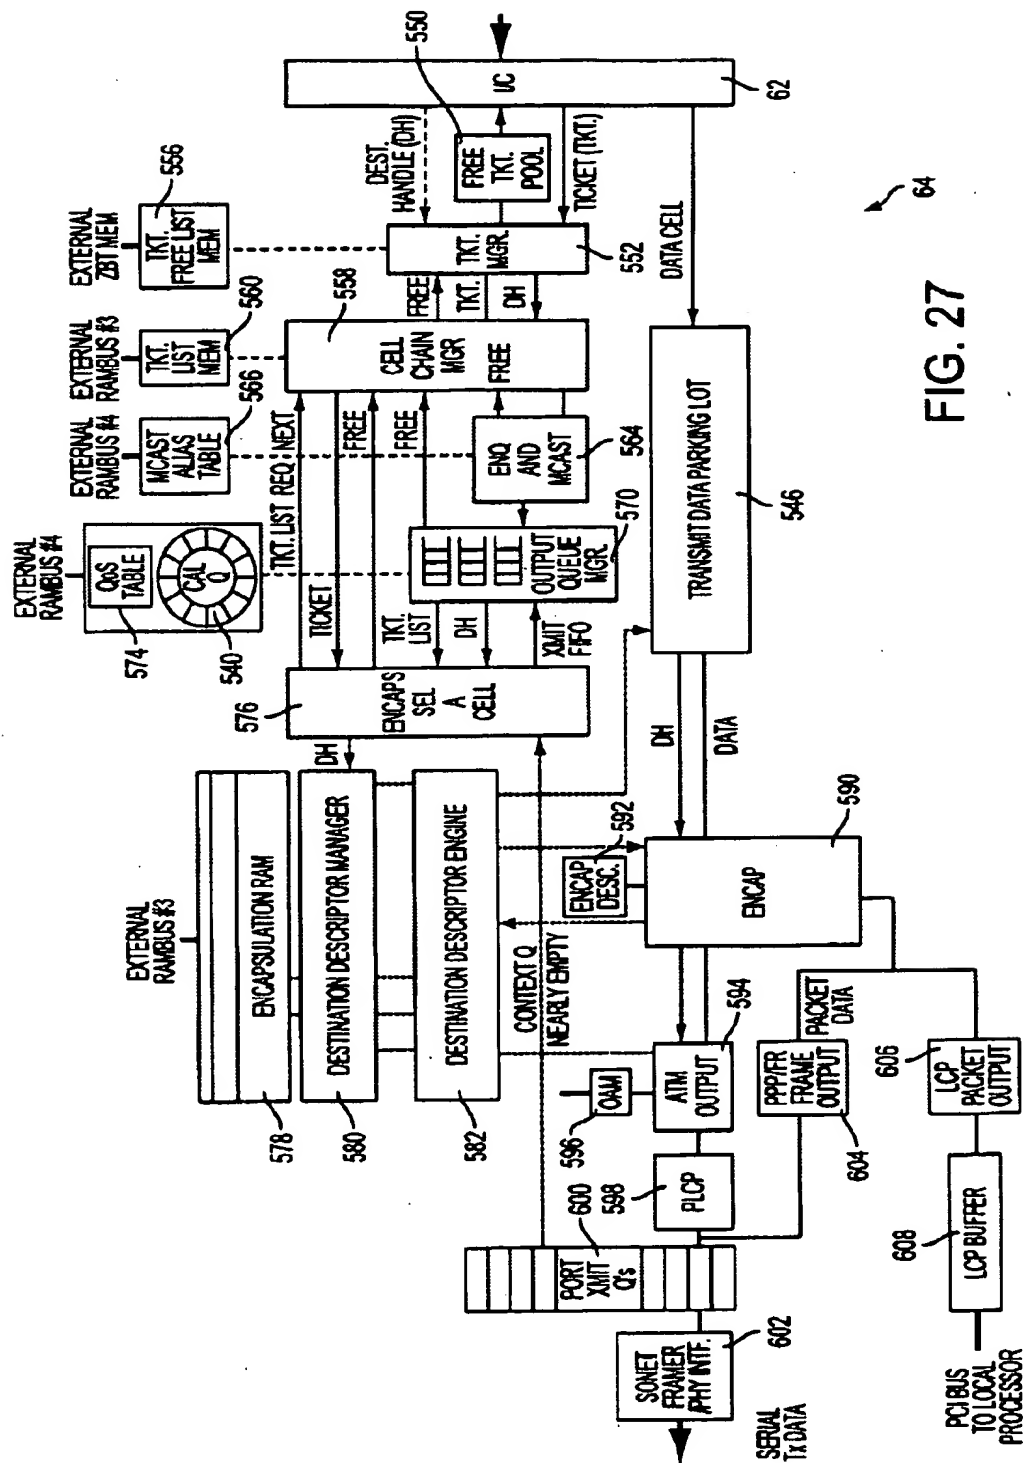 EXTERNAL
RAMBUS #3
ENCAPSULATION RAM
578
DESTINATION DESCRIPTOR MANAGER
580
DESTINATION DESCRIPTOR ENGINE
582
DH
576
ENCAPS
SEL
A
CELL
EXTERNAL
RAMBUS #4
QoS
TABLE
CAL
Q
574
540
EXTERNAL
RAMBUS #4
MCAST
ALIAS
TABLE
566
EXTERNAL
RAMBUS #3
TKT.
LIST
MEM
560
EXTERNAL
ZBT MEM
TKT.
FREE LIST
MEM
556
TKT. LIST REQ NEXT
TICKET
FREE
FREE
TKT.
LIST
DH
XMIT
FIFO
OUTPUT
QUEUE
MGR.
570
ENQ
AND
MCAST
564
CELL
CHAIN
MGR
FREE
558
FREE
TKT.
DH
TKT.
MGR.
552
DEST.
HANDLE (DH)
FREE
TKT.
POOL
550
TICKET (TKT.)
I/C
62
DATA CELL
64
TRANSMIT DATA PARKING LOT
546
DH
DATA
CONTEXT Q
NEARLY EMPTY
ENCAP
DESC.
592
ENCAP
590
ATM
OUTPUT
594
OAM
596
PLCP
598
PORT
XMIT
Q's
600
SONET
FRAMER
/PHY INTF.
602
SERIAL
Tx DATA
PACKET
DATA
PPP/FR
FRAME
OUTPUT
604
LCP
PACKET
OUTPUT
606
LCP BUFFER
608
PCI BUS
TO LOCAL
PROCESSOR
FIG. 27